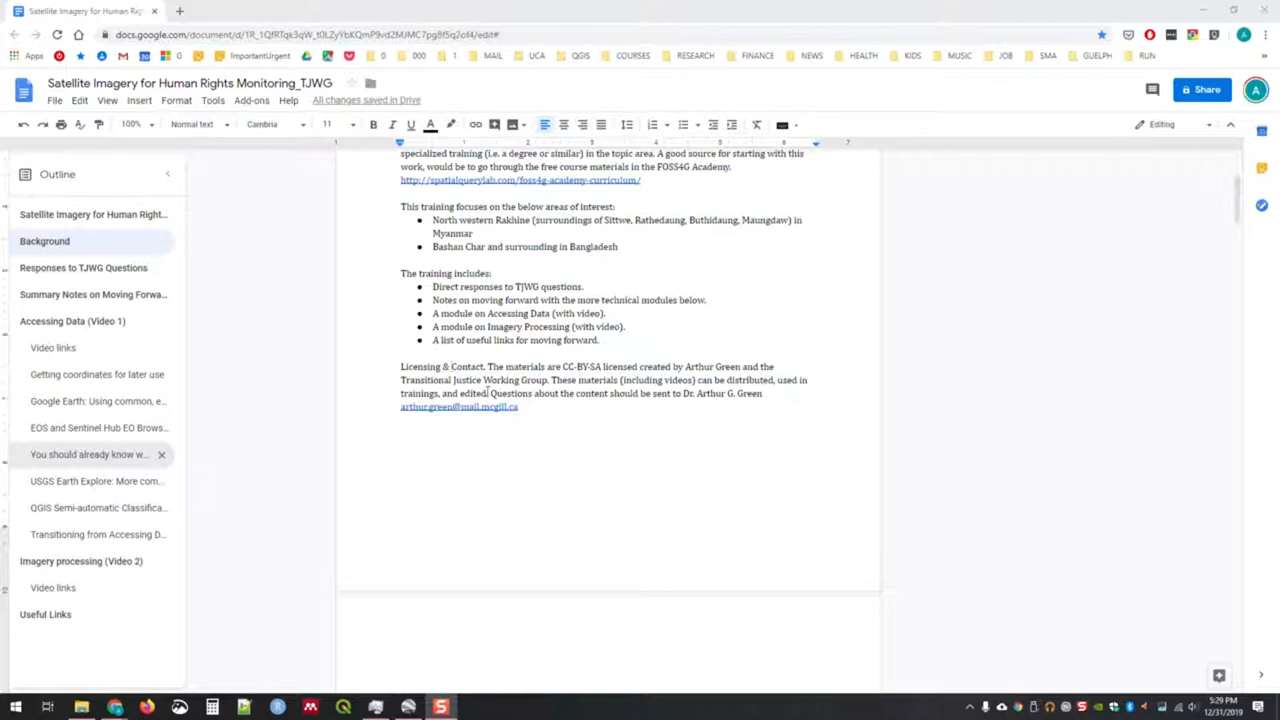 Satellite Imagery for Human Righ
docs.google.com/document/d/1R_1QfRTqk3qW_t0LZyYbKQmP9vd2M/MC7pg8f5q2of4/edit#
Apps
G
ImportantUrgent
0
000
1
MAIL
UCA
QGIS
COURSES
RESEARCH
FINANCE
NEWS
HEALTH
KIDS
MUSIC
JOB
SMA
GUELPH
RUN
Satellite Imagery for Human Rights Monitoring_TJWG
File Edit View Insert Format Tools Add-ons Help All changes saved in Drive
Share
A
100% Normal text Cambria 11 B I U A Editing
1 1 2 3 4 5 6 7
Outline
Satellite Imagery for Human Right...
Background
Responses to TJWG Questions
Summary Notes on Moving Forwa...
Accessing Data (Video 1)
Video links
Getting coordinates for later use
Google Earth: Using common, e...
EOS and Sentinel Hub EO Brows...
You should already know w...
USGS Earth Explore: More com...
QGIS Semi-automatic Classifica...
Transitioning from Accessing D...
Imagery processing (Video 2)
Video links
Useful Links
specialized training (i.e. a degree or similar) in the topic area. A good source for starting with this
work, would be to go through the free course materials in the FOSS4G Academy.
http://spatialquerylab.com/foss4g-academy-curriculum/
This training focuses on the below areas of interest:
● North western Rakhine (surroundings of Sittwe, Rathedaung, Buthidaung, Maungdaw) in
Myanmar
● Bashan Char and surrounding in Bangladesh
The training includes:
● Direct responses to TJWG questions.
● Notes on moving forward with the more technical modules below.
● A module on Accessing Data (with video).
● A module on Imagery Processing (with video).
● A list of useful links for moving forward.
Licensing & Contact. The materials are CC-BY-SA licensed created by Arthur Green and the
Transitional Justice Working Group. These materials (including videos) can be distributed, used in
trainings, and edited. Questions about the content should be sent to Dr. Arthur G. Green
arthur.green@mail.mcgill.ca
5:29 PM
12/31/2019